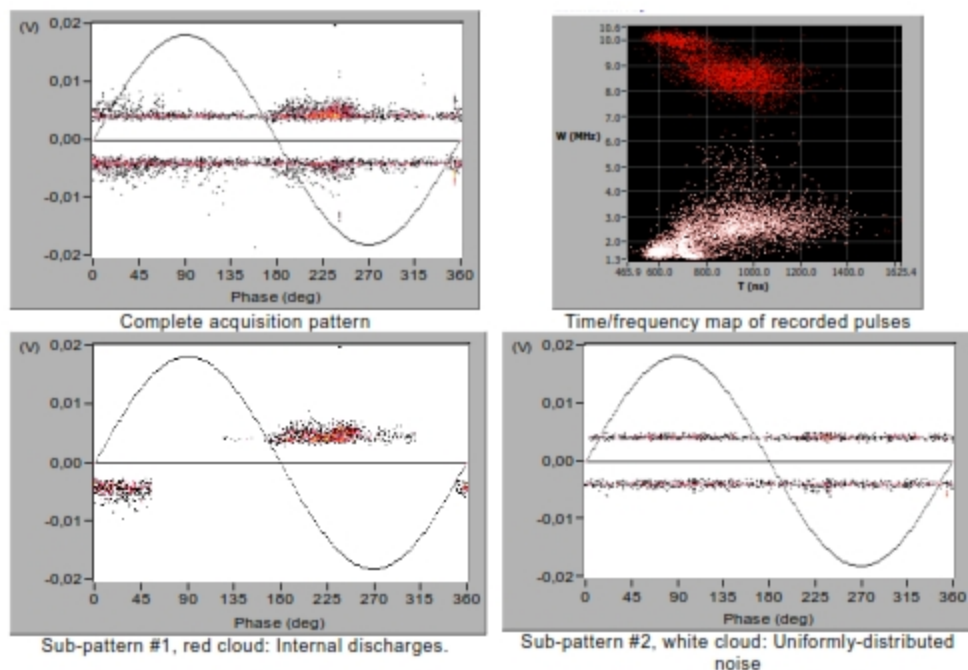 (V)
0,02
0,01
0,00
-0,01
-0,02
0 45 90 135 180 225 270 315 360
Phase (deg)
Complete acquisition pattern
10.6
10.0
9.0
8.0
7.0
6.0
5.0
4.0
3.0
2.0
1.3
W (MHz)
465.9 600.0 800.0 1000.0 1200.0 1400.0 1625.4
T (ns)
Time/frequency map of recorded pulses
(V)
0,02
0,01
0,00
-0,01
-0,02
0 45 90 135 180 225 270 315 360
Phase (deg)
Sub-pattern #1, red cloud: Internal discharges.
(V)
0,02
0,01
0,00
-0,01
-0,02
0 45 90 135 180 225 270 315 360
Phase (deg)
Sub-pattern #2, white cloud: Uniformly-distributed
noise